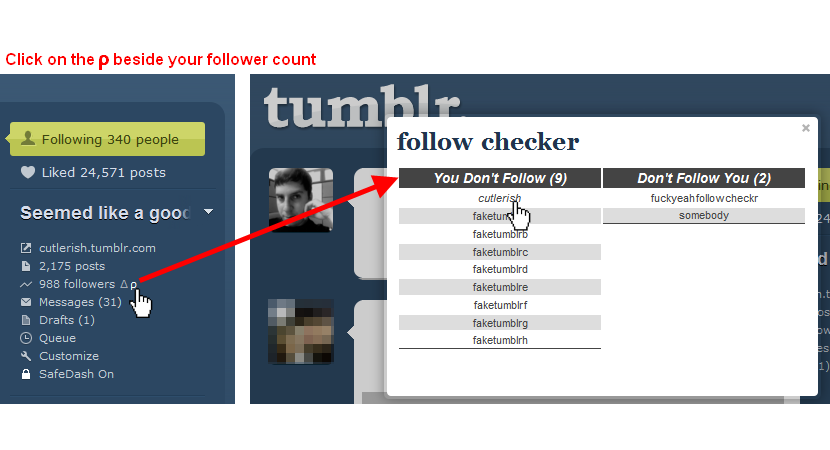 Click on the ρ beside your follower count
Following 340 people
Liked 24,571 posts
Seemed like a good
cutlerish.tumblr.com
2,175 posts
988 followers Δ ρ
Messages (31)
Drafts (1)
Queue
Customize
SafeDash On
tumblr.
follow checker
You Don't Follow (9)
cutlerish
faketumblrb
faketumblrc
faketumblrd
faketumblre
faketumblrf
faketumblrg
faketumblrh
Don't Follow You (2)
fuckyeahfollowcheckr
somebody